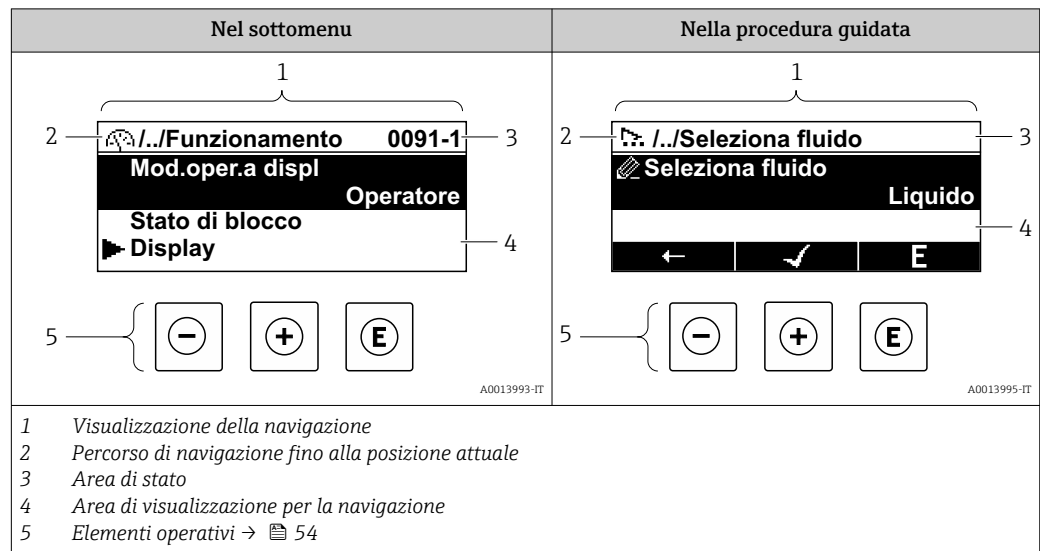 Nel sottomenu
Nella procedura guidata
1
2
/../Funzionamento 0091-1
3
Mod.oper.a displ
Operatore
Stato di blocco
Display
4
5
- + E
A0013993-IT
1
2
/../Seleziona fluido
3
Seleziona fluido
Liquido
4
← ✓ E
5
- + E
A0013995-IT
1 Visualizzazione della navigazione
2 Percorso di navigazione fino alla posizione attuale
3 Area di stato
4 Area di visualizzazione per la navigazione
5 Elementi operativi → 54